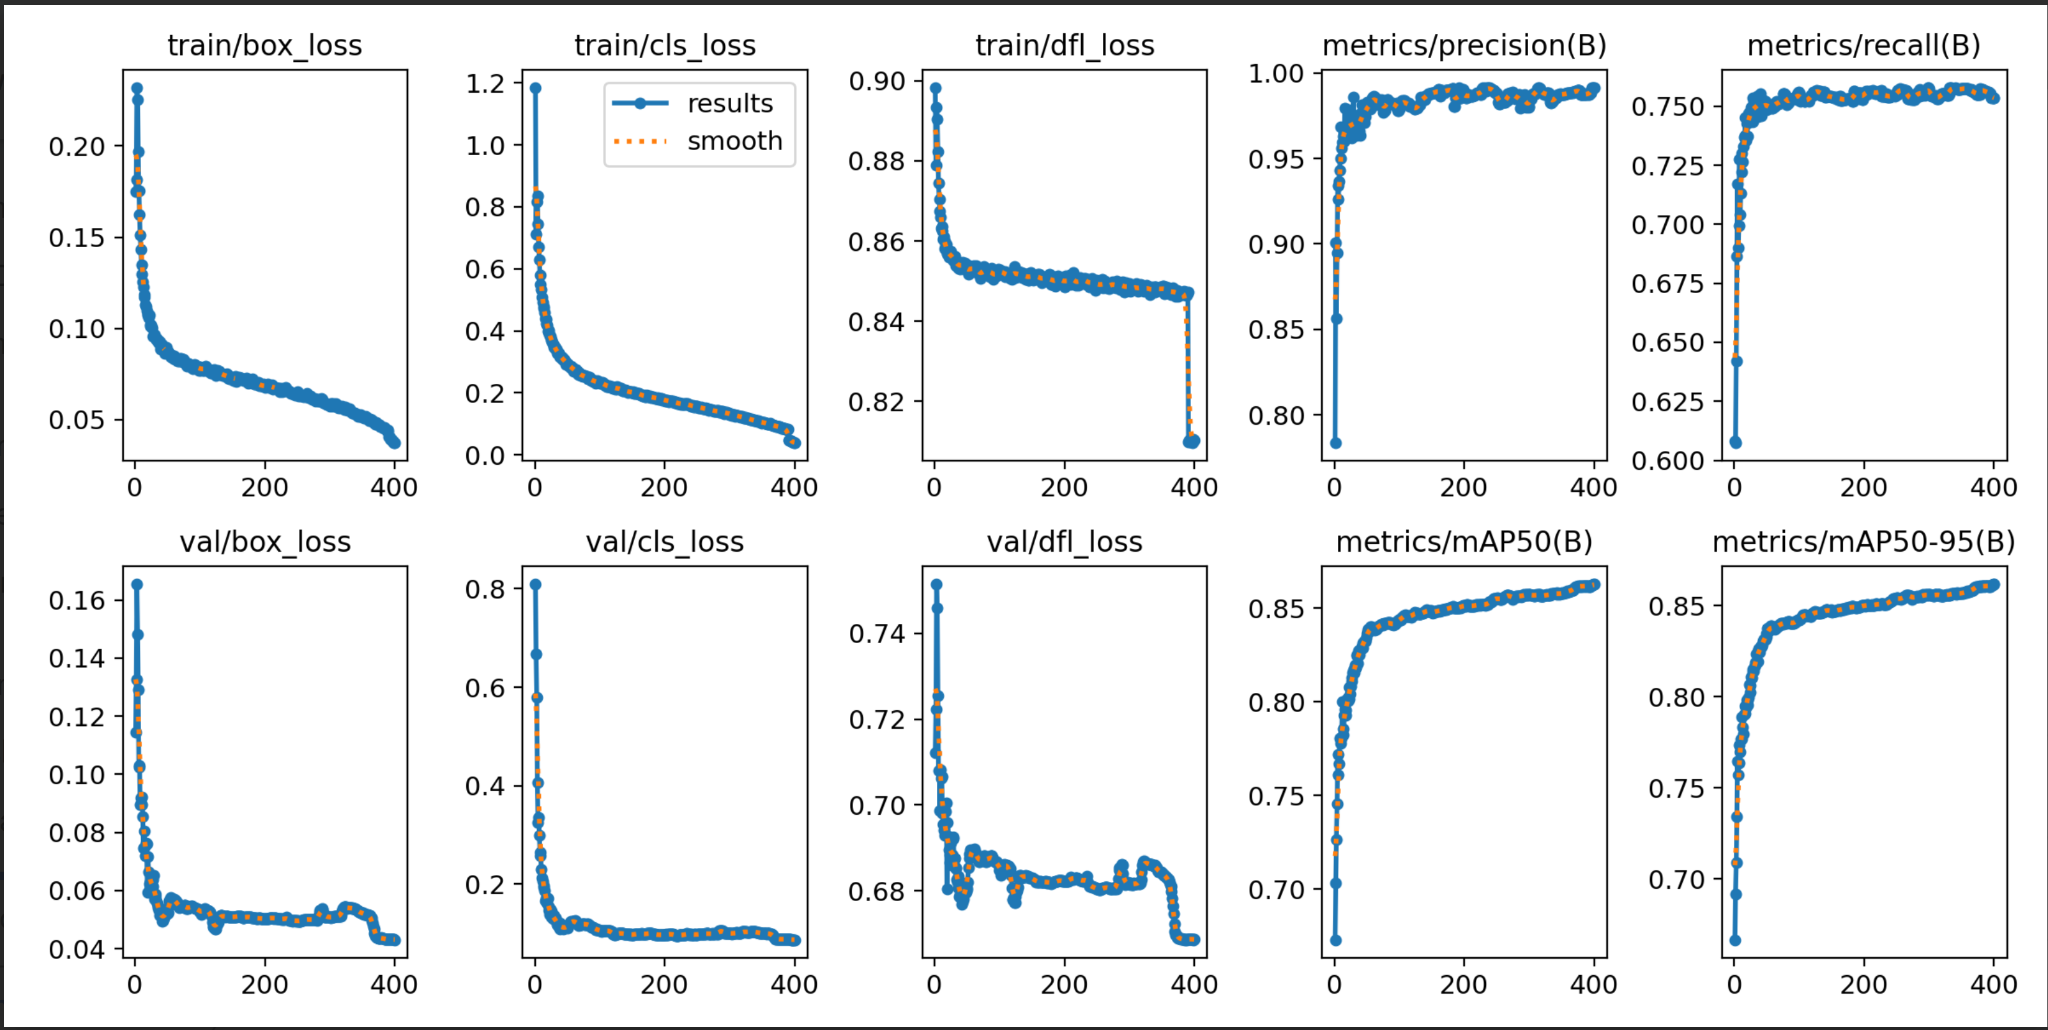 train/box_loss
0.20
0.15
0.10
0.05
0 200 400
train/cls_loss
results
smooth
1.2
1.0
0.8
0.6
0.4
0.2
0.0
0 200 400
train/dfl_loss
0.90
0.88
0.86
0.84
0.82
0 200 400
metrics/precision(B)
1.00
0.95
0.90
0.85
0.80
0 200 400
metrics/recall(B)
0.750
0.725
0.700
0.675
0.650
0.625
0.600
0 200 400
val/box_loss
0.16
0.14
0.12
0.10
0.08
0.06
0.04
0 200 400
val/cls_loss
0.8
0.6
0.4
0.2
0 200 400
val/dfl_loss
0.74
0.72
0.70
0.68
0 200 400
metrics/mAP50(B)
0.85
0.80
0.75
0.70
0 200 400
metrics/mAP50-95(B)
0.85
0.80
0.75
0.70
0 200 400